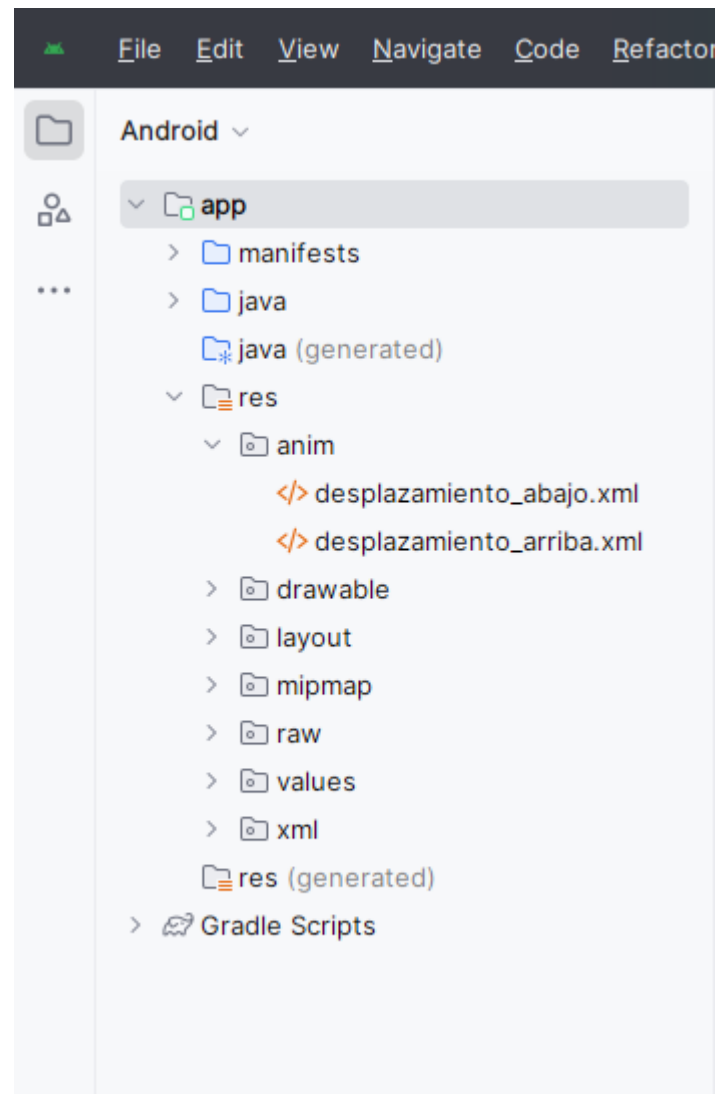 File Edit View Navigate Code Refactor
Android
app
manifests
java
java (generated)
res
anim
desplazamiento_abajo.xml
desplazamiento_arriba.xml
drawable
layout
mipmap
raw
values
xml
res (generated)
Gradle Scripts